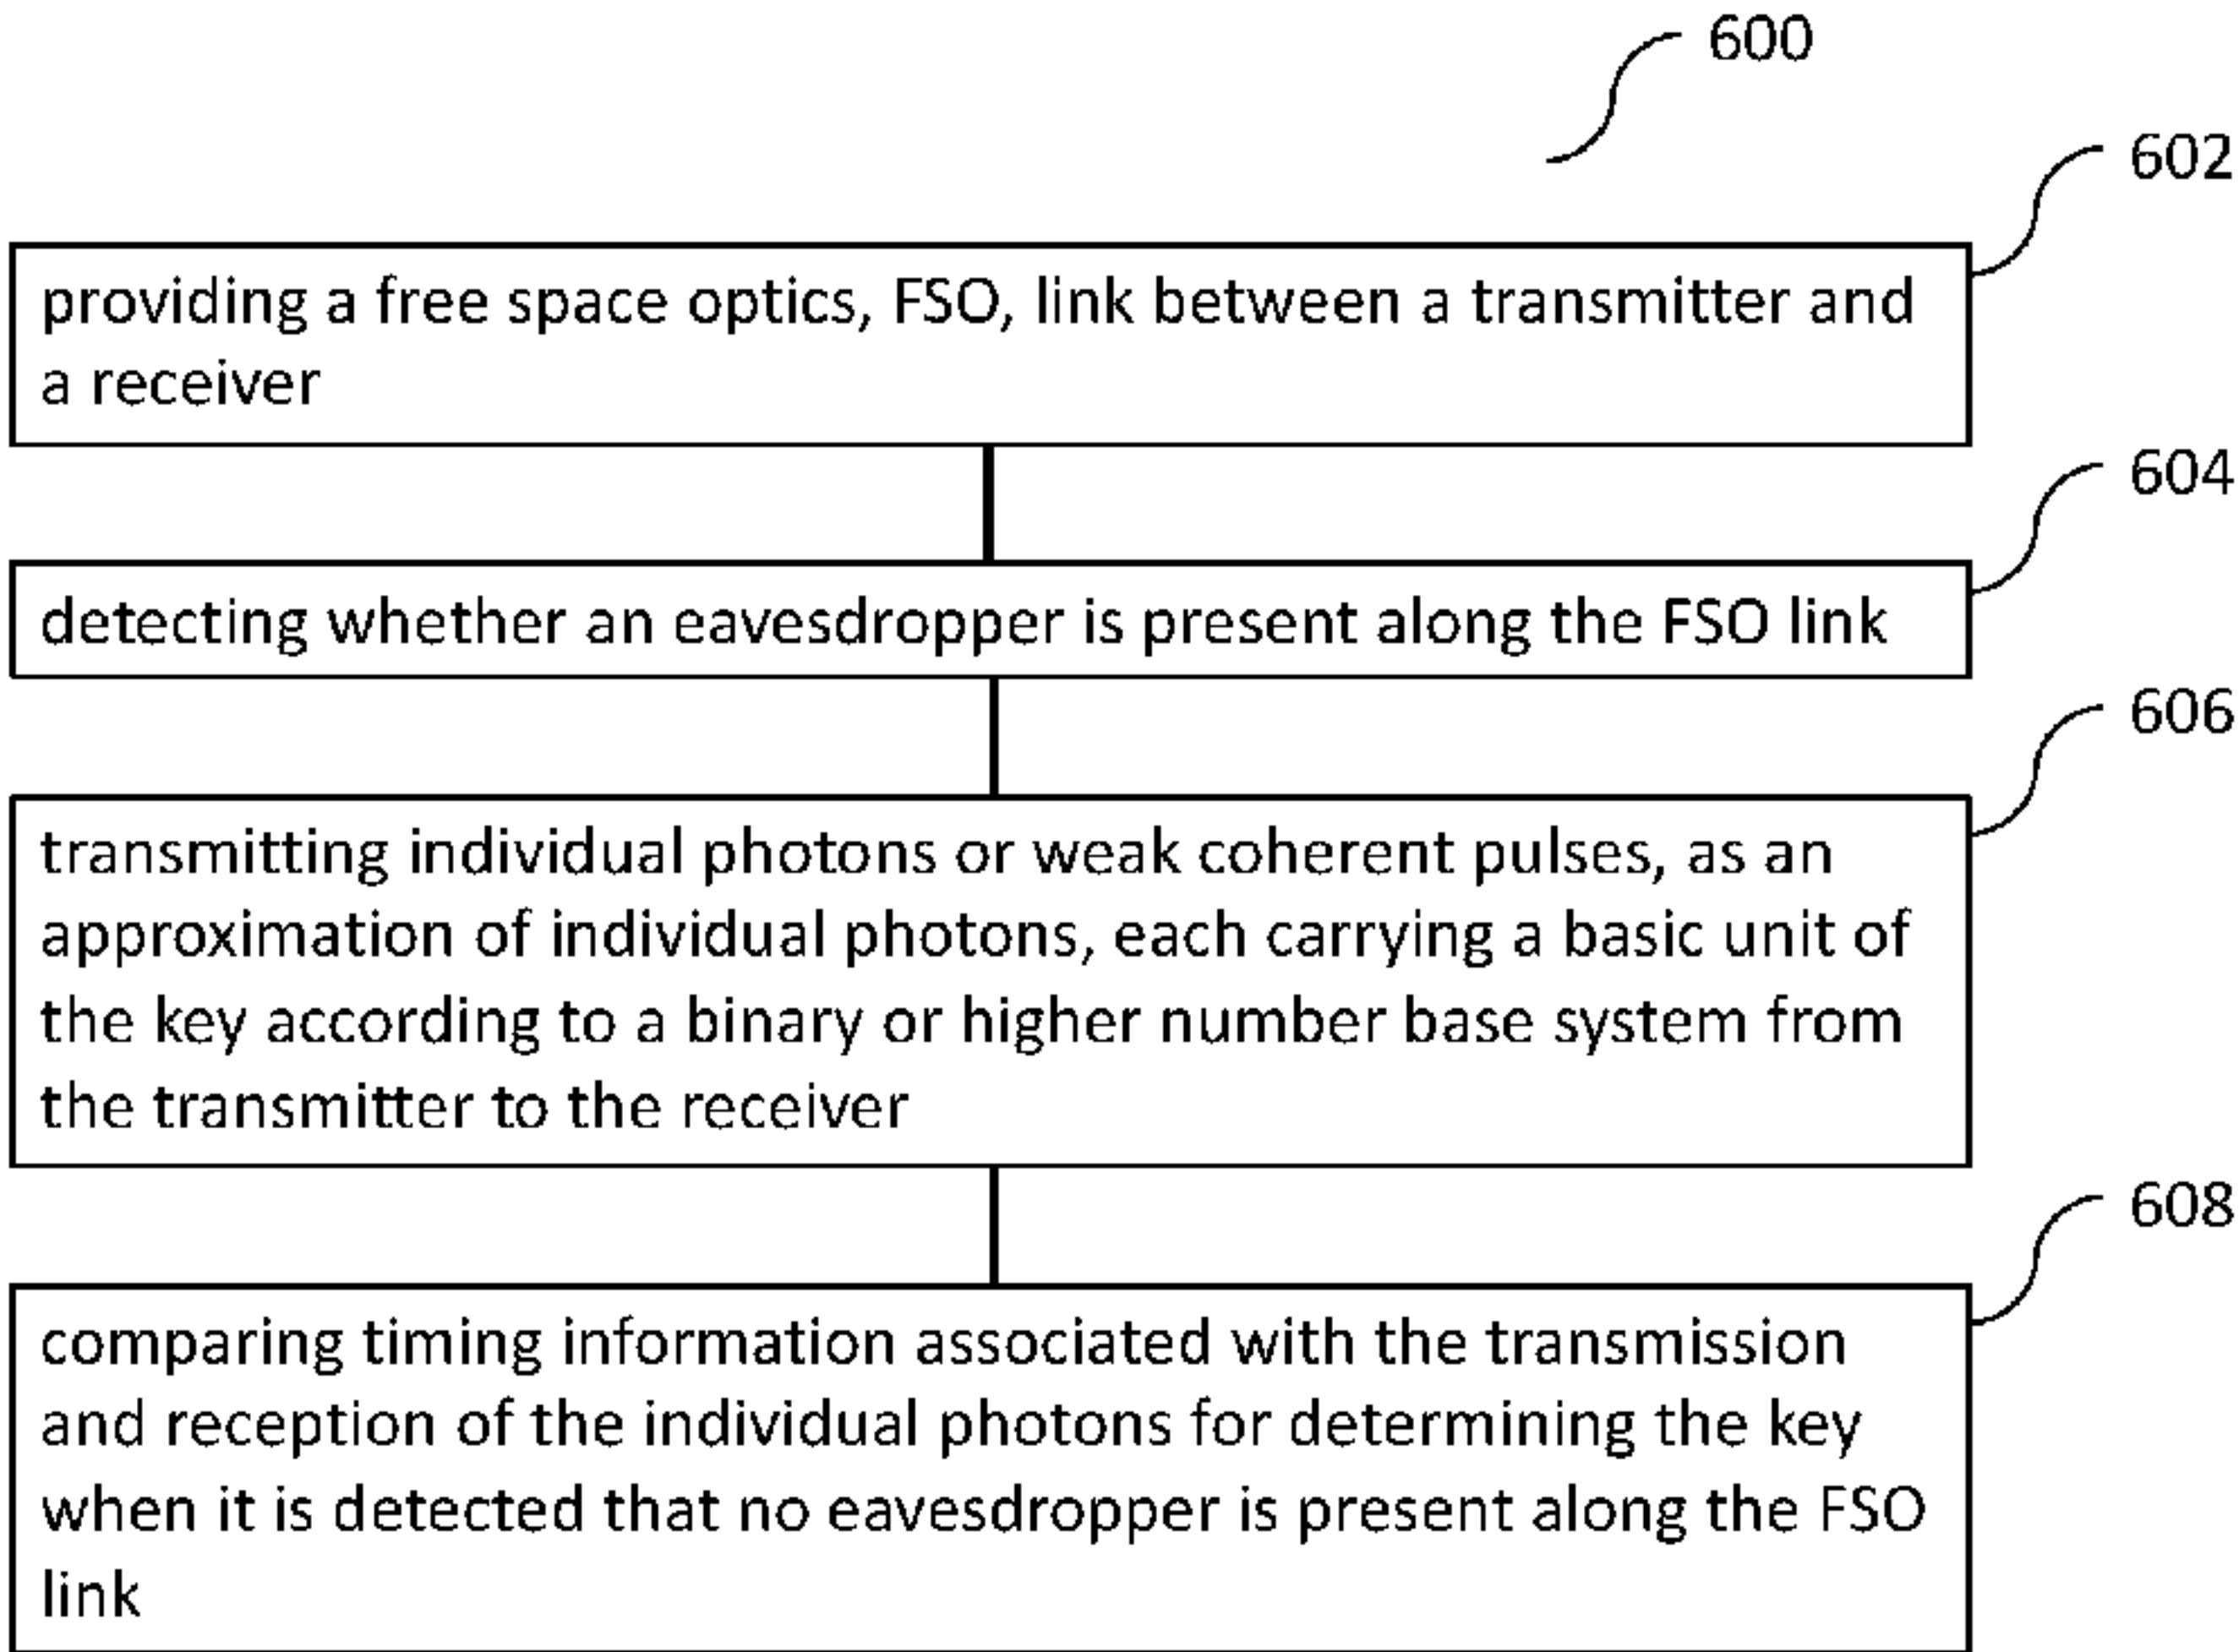 600
602
providing a free space optics, FSO, link between a transmitter and
a receiver
604
detecting whether an eavesdropper is present along the FSO link
606
transmitting individual photons or weak coherent pulses, as an
approximation of individual photons, each carrying a basic unit of
the key according to a binary or higher number base system from
the transmitter to the receiver
608
comparing timing information associated with the transmission
and reception of the individual photons for determining the key
when it is detected that no eavesdropper is present along the FSO
link